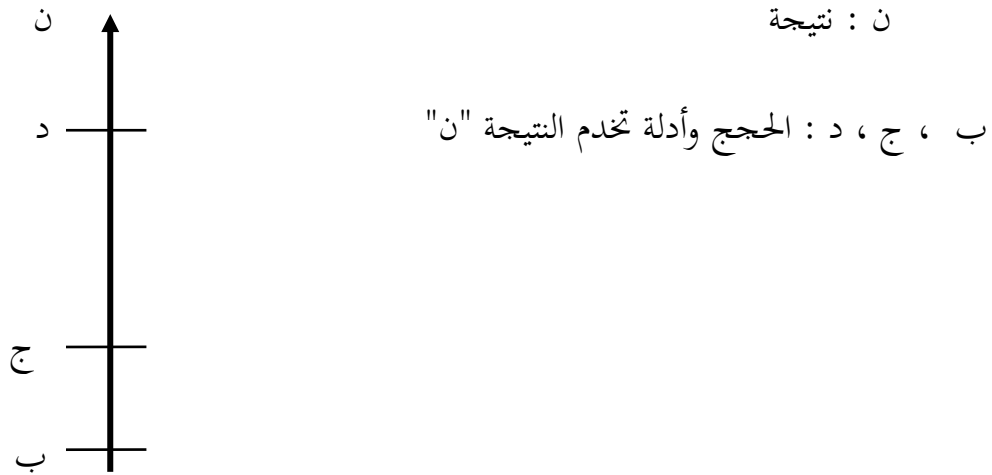 ن : نتيجة
ن
د
ب ، ج ، د : الحجج وأدلة تخدم النتيجة "ن"
ج
ب